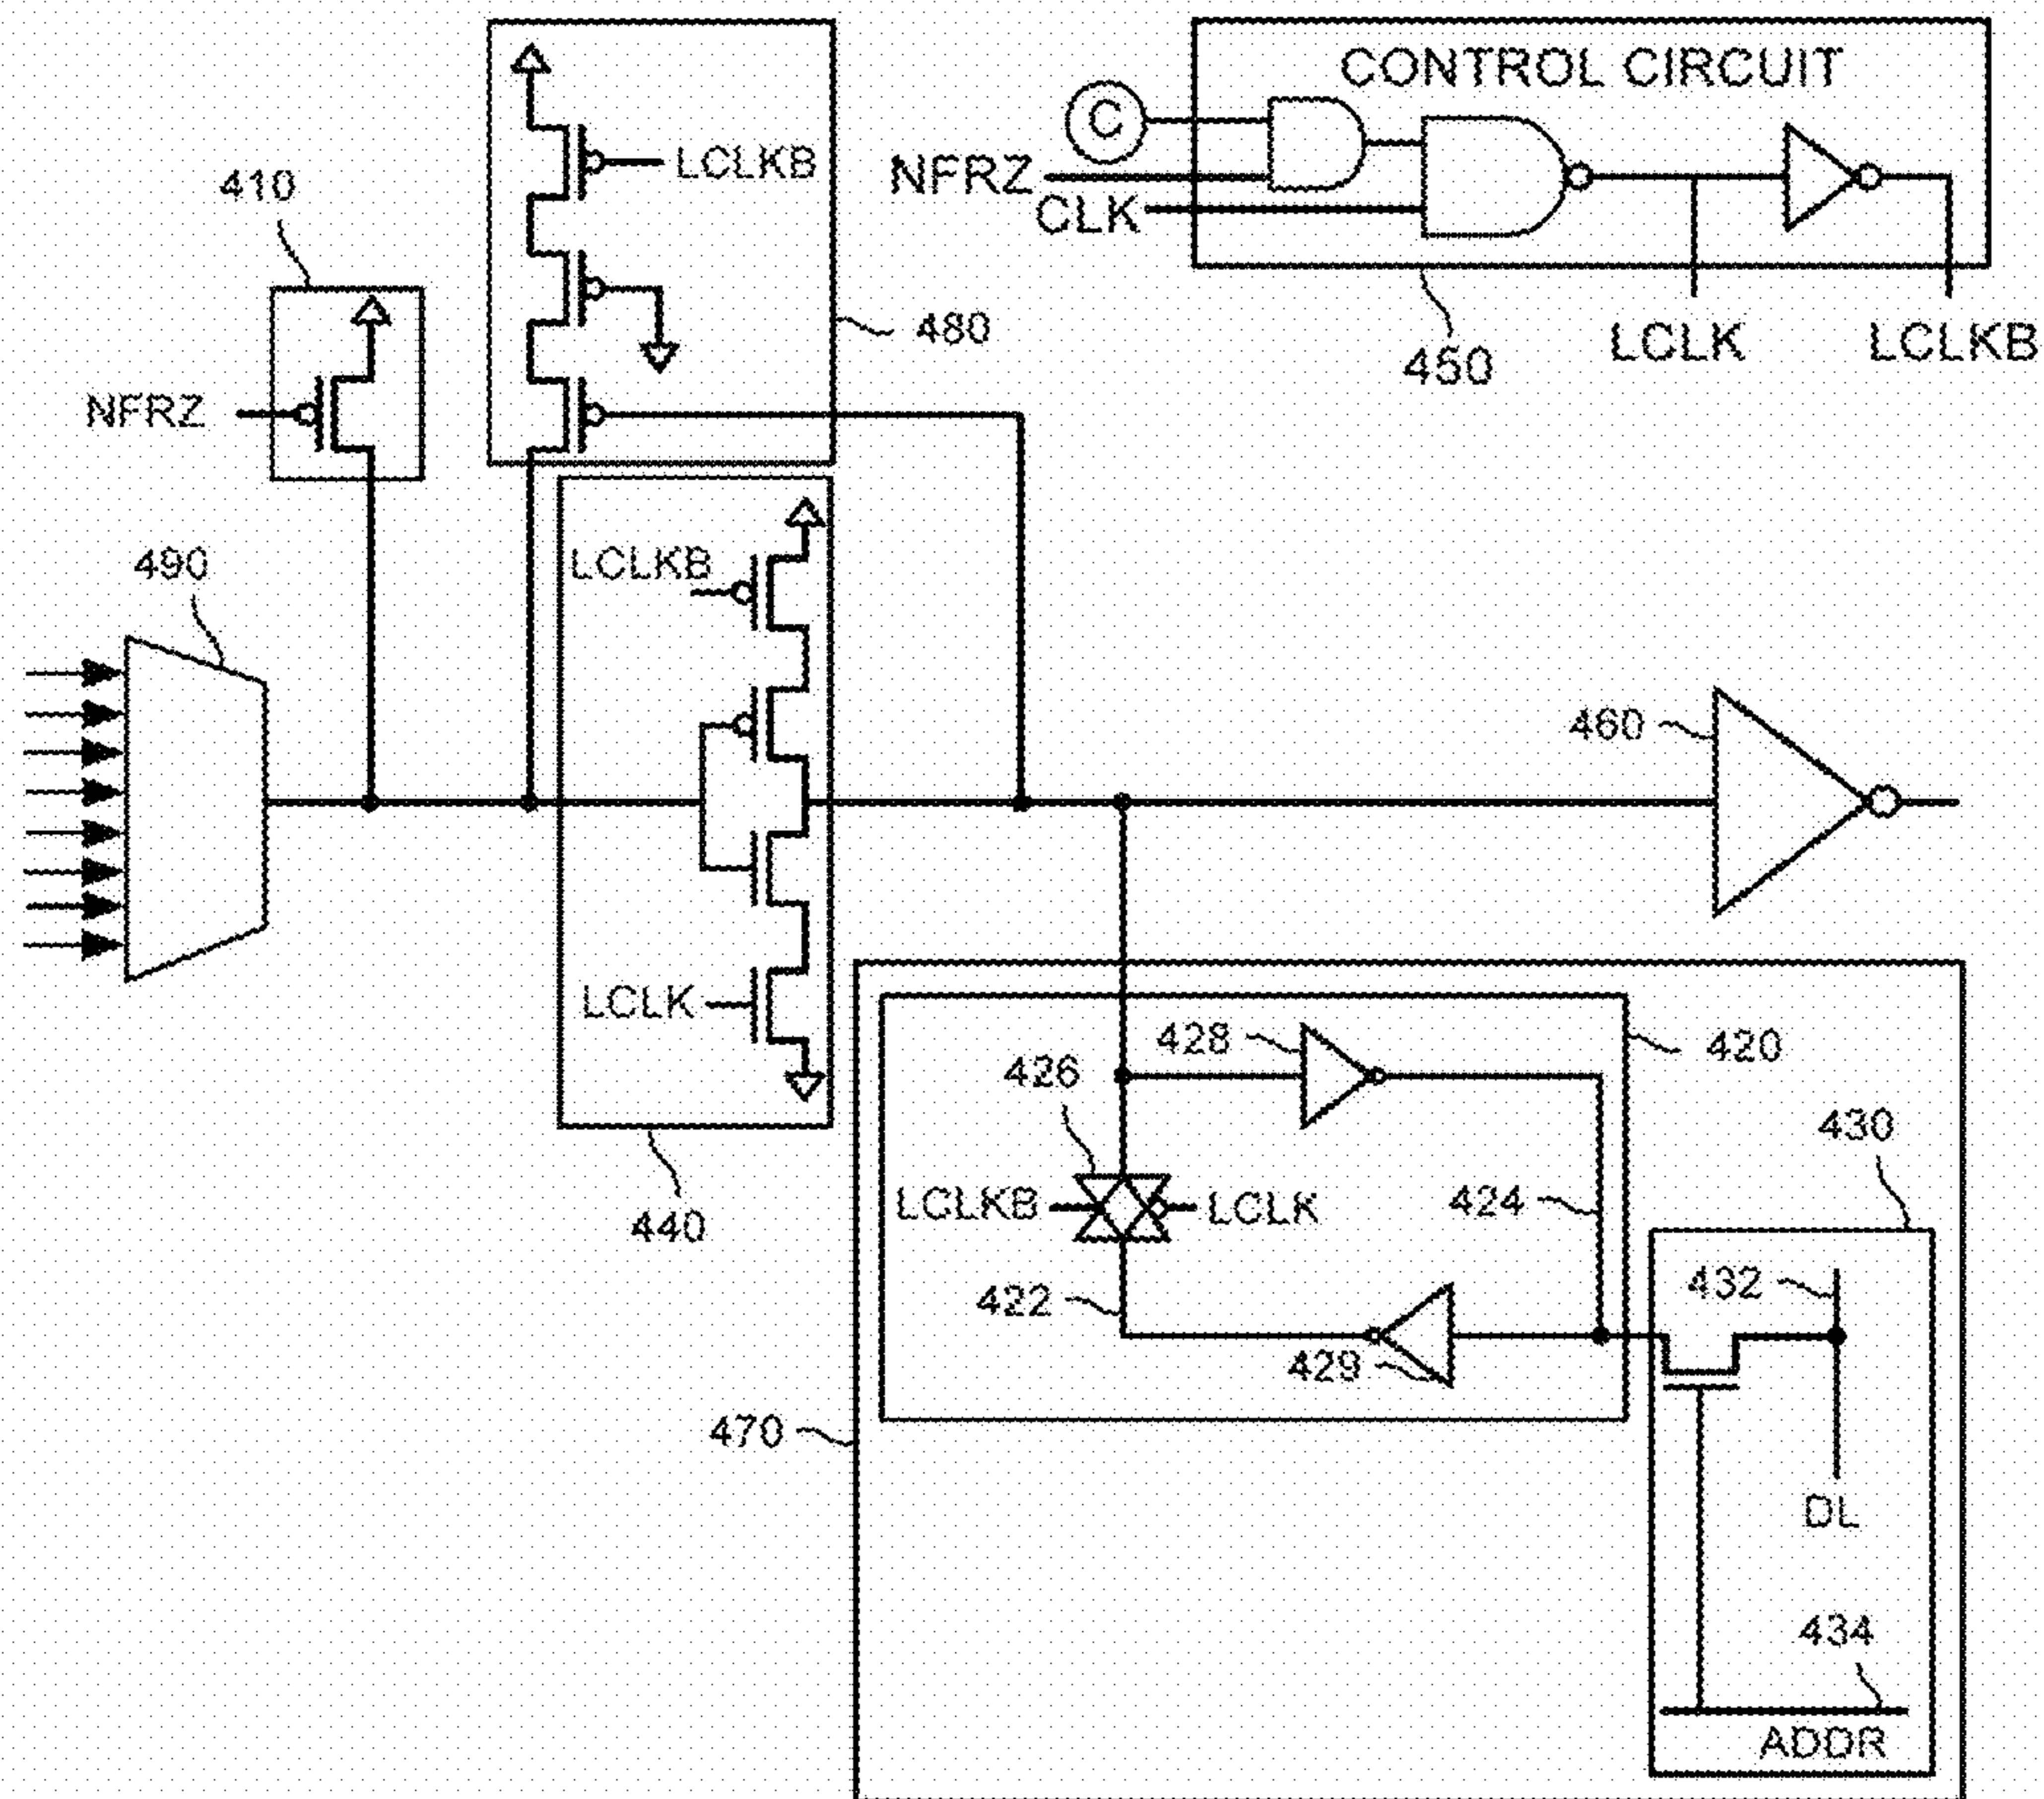 CONTROL CIRCUIT
C
NFRZ
CLK
LCLKB
410
480
450
LCLK
LCLKB
NFRZ
490
LCLKB
460
LCLK
428
420
426
430
LCLKB
LCLK
424
440
422
432
429
470
DL
434
ADDR